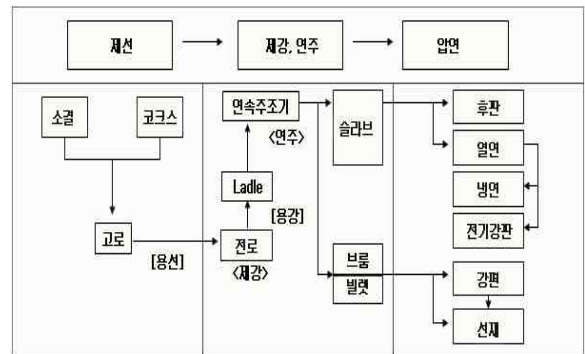 제선
제강, 연주
압연
소결
코크스
고로
[용선]
연속주조기
<연주>
Ladle
[용강]
전로
<제강>
슬라브
브룸
빌렛
후판
열연
냉연
전기강판
강편
선재